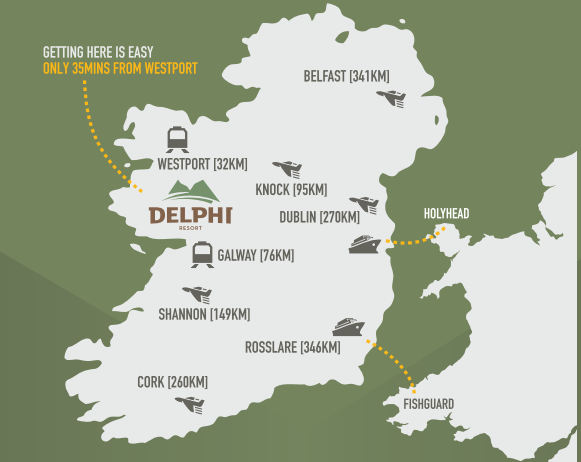 GETTING HERE IS EASY
ONLY 35MINS FROM WESTPORT
BELFAST [341KM]
WESTPORT [32KM]
KNOCK [95KM]
DELPHI
RESORT
DUBLIN [270KM]
HOLYHEAD
GALWAY [76KM]
SHANNON [149KM]
ROSSLARE [346KM]
CORK [260KM]
FISHGUARD